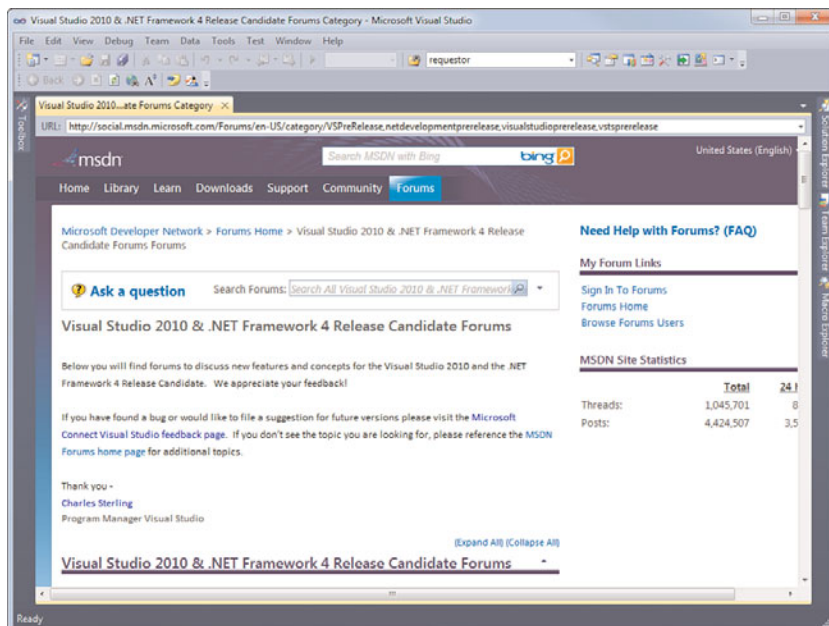 Visual Studio 2010 & .NET Framework 4 Release Candidate Forums Category - Microsoft Visual Studio
File Edit View Debug Team Data Tools Test Window Help
requestor
Back
Visual Studio 2010...ate Forums Category
URL: http://social.msdn.microsoft.com/Forums/en-US/category/VSPreRelease,netdevelopmentprerelease,visualstudioprerelease,vstsprerelease
Toolbox
Solution Explorer
Team Explorer
Macro Explorer
msdn
Search MSDN with Bing
bing
United States (English)
Home Library Learn Downloads Support Community Forums
Microsoft Developer Network > Forums Home > Visual Studio 2010 & .NET Framework 4 Release
Candidate Forums Forums
Ask a question
Search Forums: Search All Visual Studio 2010 & .NET Framework
Visual Studio 2010 & .NET Framework 4 Release Candidate Forums
Below you will find forums to discuss new features and concepts for the Visual Studio 2010 and the .NET
Framework 4 Release Candidate. We appreciate your feedback!
If you have found a bug or would like to file a suggestion for future versions please visit the Microsoft
Connect Visual Studio feedback page. If you don't see the topic you are looking for, please reference the MSDN
Forums home page for additional topics.
Thank you -
Charles Sterling
Program Manager Visual Studio
(Expand All) (Collapse All)
Visual Studio 2010 & .NET Framework 4 Release Candidate Forums
Need Help with Forums? (FAQ)
My Forum Links
Sign In To Forums
Forums Home
Browse Forums Users
MSDN Site Statistics
Total 24 h
Threads: 1,045,701 8
Posts: 4,424,507 3,5
Ready